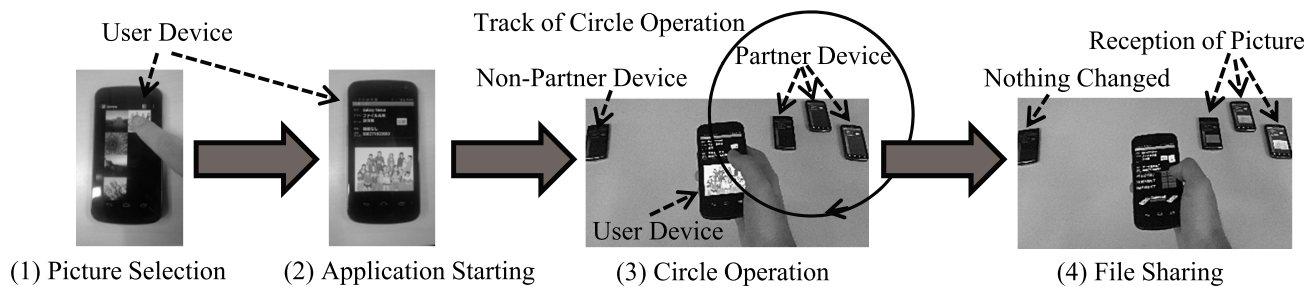 User Device
Track of Circle Operation
Non-Partner Device
Partner Device
Reception of Picture
Nothing Changed
User Device
(1) Picture Selection
(2) Application Starting
(3) Circle Operation
(4) File Sharing